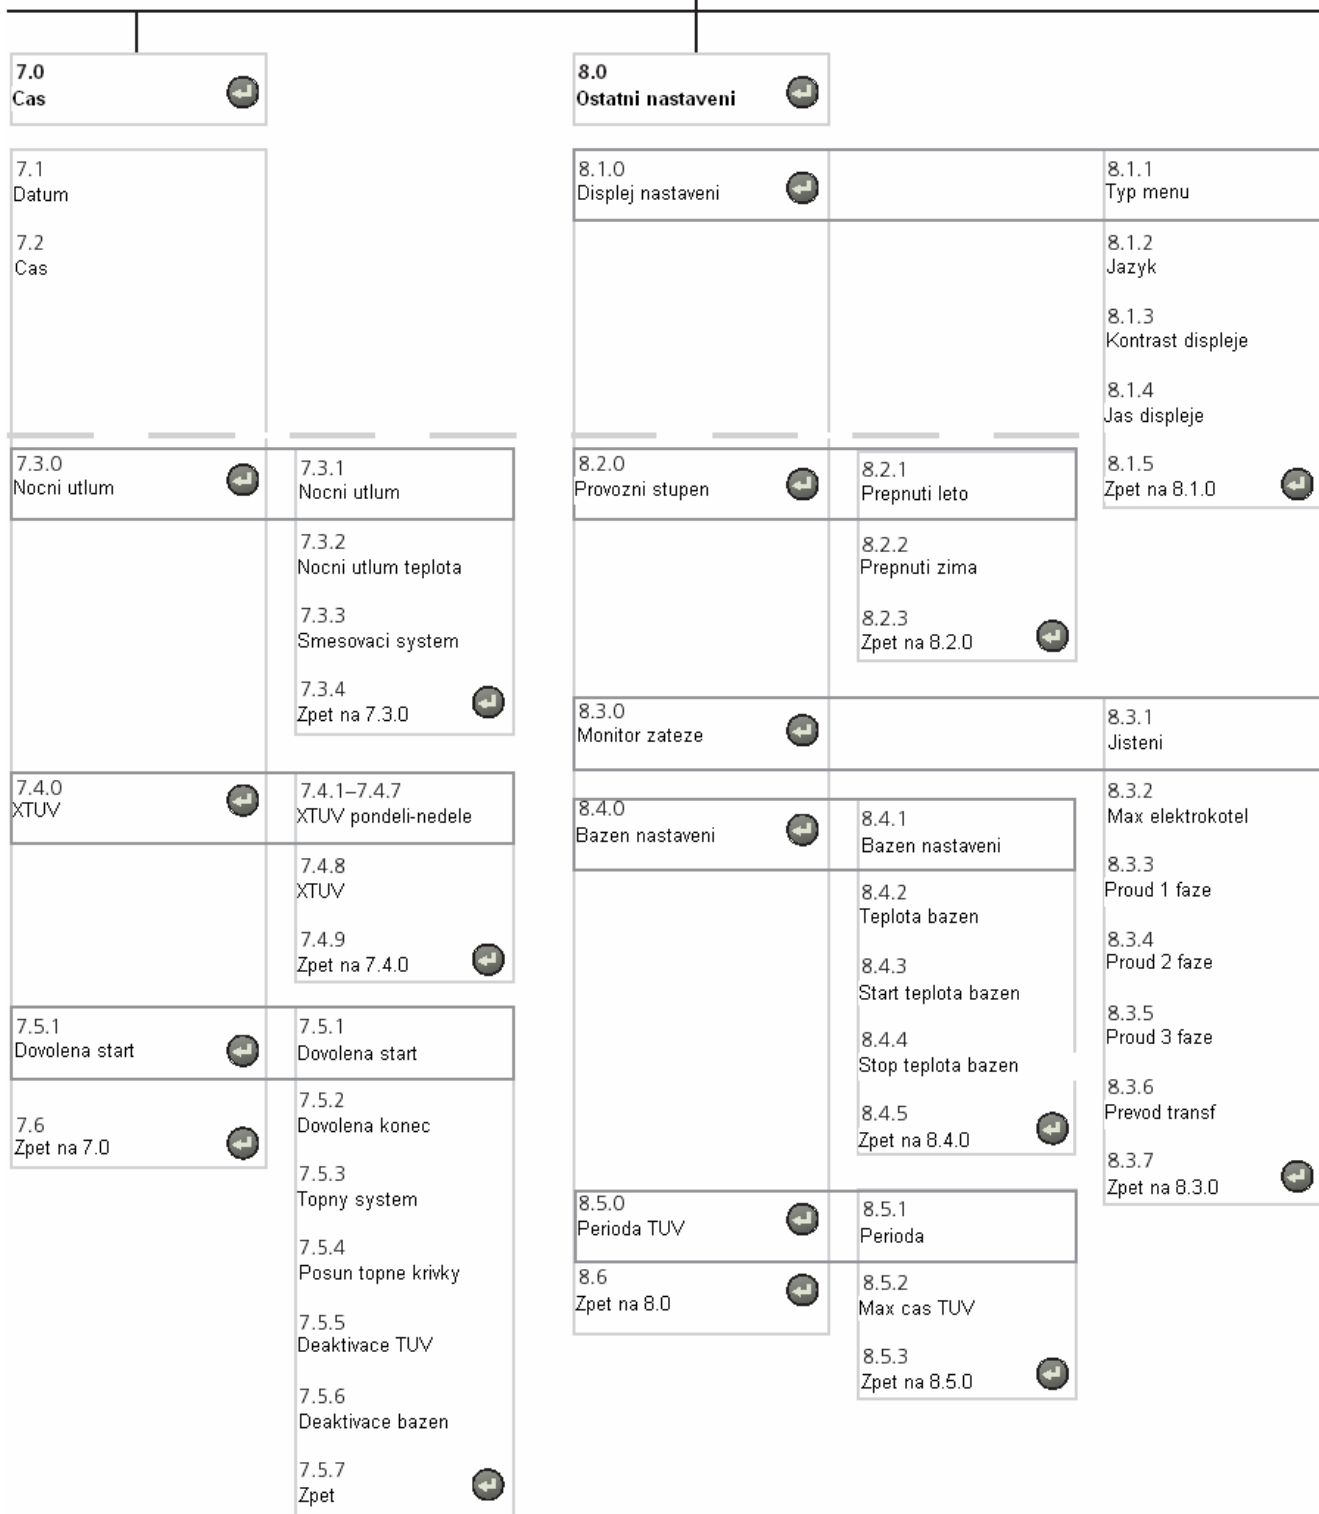 7.0
Cas
7.1
Datum
7.2
Cas
7.3.0
Nocni utlum
7.3.1
Nocni utlum
7.3.2
Nocni utlum teplota
7.3.3
Smesovaci system
7.3.4
Zpet na 7.3.0
7.4.0
XTUV
7.4.1–7.4.7
XTUV pondeli-nedele
7.4.8
XTUV
7.4.9
Zpet na 7.4.0
7.5.1
Dovolena start
7.5.1
Dovolena start
7.5.2
Dovolena konec
7.5.3
Topny system
7.5.4
Posun topne krivky
7.5.5
Deaktivace TUV
7.5.6
Deaktivace bazen
7.5.7
Zpet
7.6
Zpet na 7.0
8.0
Ostatni nastaveni
8.1.0
Displej nastaveni
8.1.1
Typ menu
8.1.2
Jazyk
8.1.3
Kontrast displeje
8.1.4
Jas displeje
8.1.5
Zpet na 8.1.0
8.2.0
Provozni stupen
8.2.1
Prepnuti leto
8.2.2
Prepnuti zima
8.2.3
Zpet na 8.2.0
8.3.0
Monitor zateze
8.3.1
Jisteni
8.3.2
Max elektrokotel
8.3.3
Proud 1 faze
8.3.4
Proud 2 faze
8.3.5
Proud 3 faze
8.3.6
Prevod transf
8.3.7
Zpet na 8.3.0
8.4.0
Bazen nastaveni
8.4.1
Bazen nastaveni
8.4.2
Teplota bazen
8.4.3
Start teplota bazen
8.4.4
Stop teplota bazen
8.4.5
Zpet na 8.4.0
8.5.0
Perioda TUV
8.5.1
Perioda
8.5.2
Max cas TUV
8.5.3
Zpet na 8.5.0
8.6
Zpet na 8.0